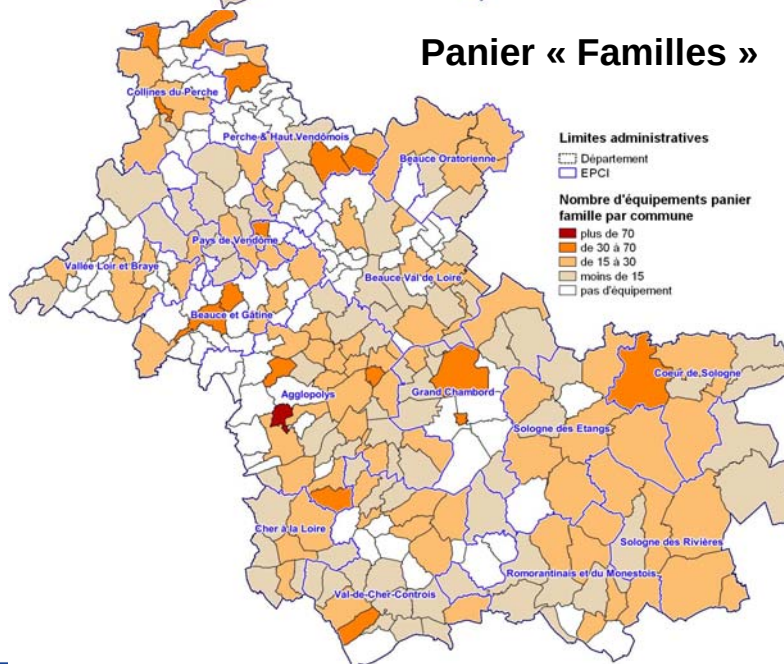 Panier « Familles »
Limites administratives
Département
EPCI
Nombre d'équipements panier
famille par commune
plus de 70
de 30 à 70
de 15 à 30
moins de 15
pas d'équipement
Collines du Perche
Perche & Haut Vendômois
Beauce Oratorienne
Pays de Vendôme
Vallée Loir et Braye
Beauce-Val de Loire
Beauce et Gâtine
Coeur de Sologne
Agglopolys
Grand Chambord
Sologne des Etangs
Cher à la Loire
Sologne des Rivières
Romorantinais et du Monestois
Val-de-Cher-Controis